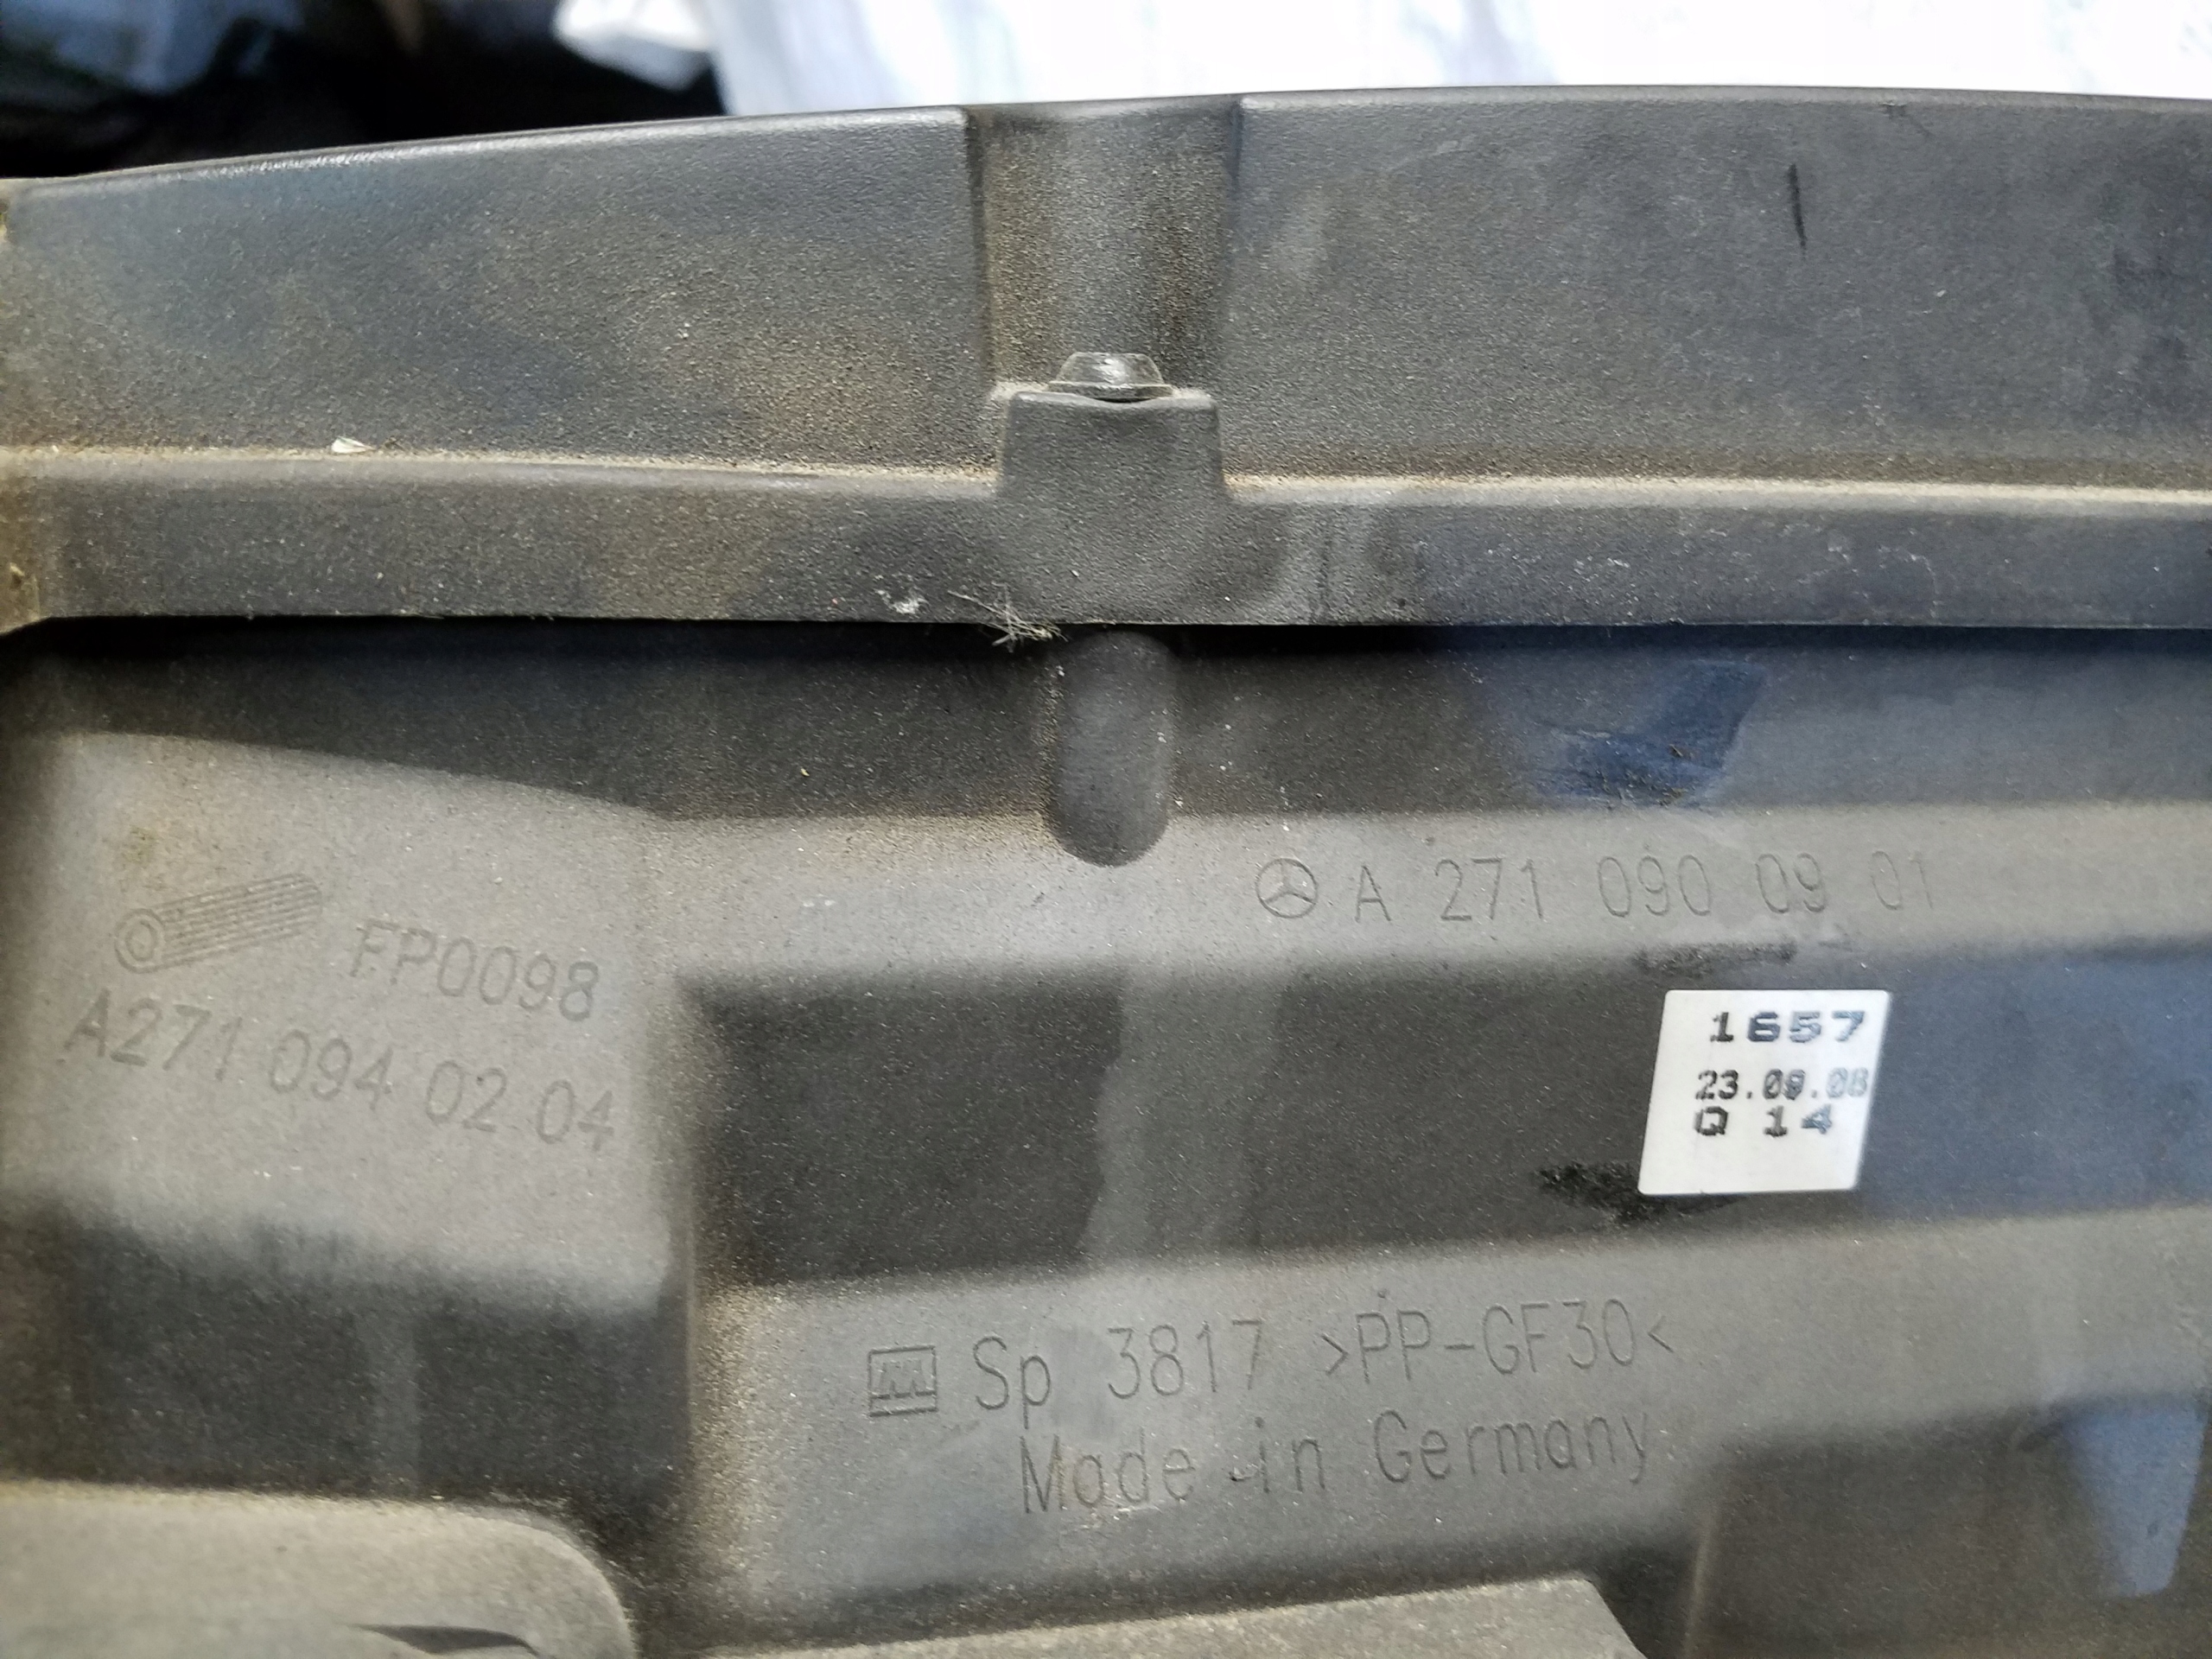 A 271 090 09 01
FP0098
A271 094 02 04
1657
23.09.08
Q 14
Sp 3817 >PP-GF30<
Made in Germany